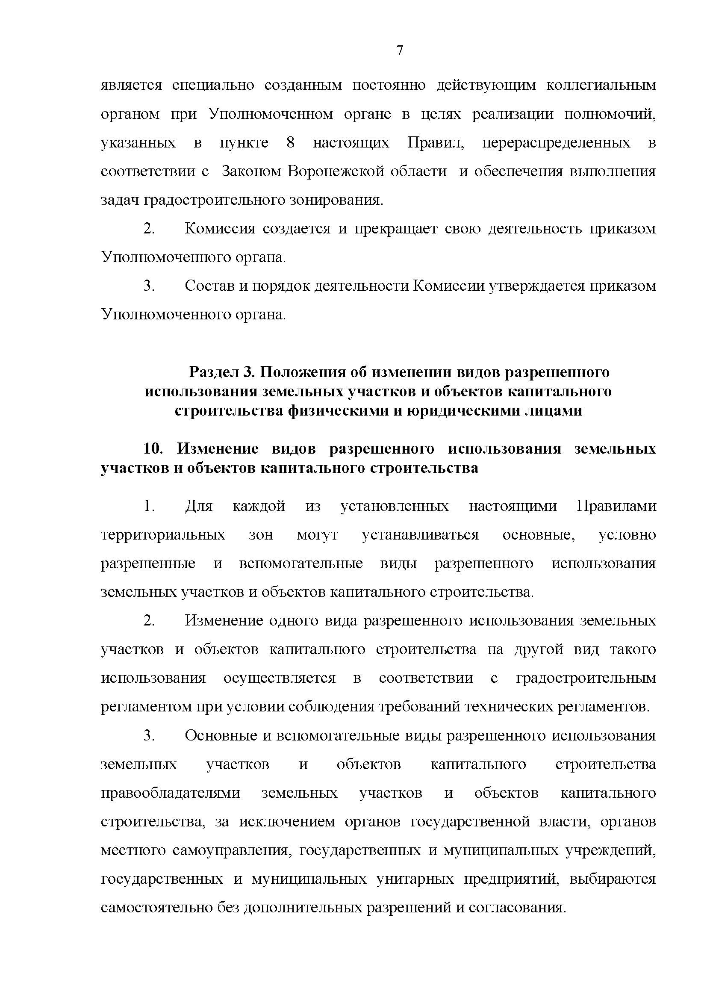 7
является специально созданным постоянно действующим коллегиальным
органом при Уполномоченном органе в целях реализации полномочий,
указанных в пункте 8 настоящих Правил, перераспределенных в
соответствии с Законом Воронежской области и обеспечения выполнения
задач градостроительного зонирования.
2. Комиссия создается и прекращает свою деятельность приказом
Уполномоченного органа.
3. Состав и порядок деятельности Комиссии утверждается приказом
Уполномоченного органа.
Раздел 3. Положения об изменении видов разрешенного
использования земельных участков и объектов капитального
строительства физическими и юридическими лицами
10. Изменение видов разрешенного использования земельных
участков и объектов капитального строительства
1. Для каждой из установленных настоящими Правилами
территориальных зон могут устанавливаться основные, условно
разрешенные и вспомогательные виды разрешенного использования
земельных участков и объектов капитального строительства.
2. Изменение одного вида разрешенного использования земельных
участков и объектов капитального строительства на другой вид такого
использования осуществляется в соответствии с градостроительным
регламентом при условии соблюдения требований технических регламентов.
3. Основные и вспомогательные виды разрешенного использования
земельных участков и объектов капитального строительства
правообладателями земельных участков и объектов капитального
строительства, за исключением органов государственной власти, органов
местного самоуправления, государственных и муниципальных учреждений,
государственных и муниципальных унитарных предприятий, выбираются
самостоятельно без дополнительных разрешений и согласования.